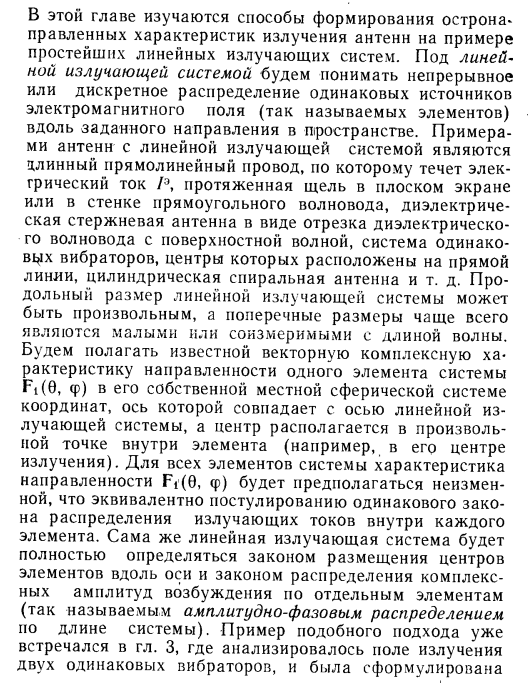 В этой главе изучаются способы формирования острона-
правленных характеристик излучения антенн на примере
простейших линейных излучающих систем. Под линей-
ной излучающей системой будем понимать непрерывное
или дискретное распределение одинаковых источников
электромагнитного поля (так называемых элементов)
вдоль заданного направления в пространстве. Примера-
ми антенн с линейной излучающей системой являются
длинный прямолинейный провод, по которому течет элек-
трический ток Iᵊ, протяженная щель в плоском экране
или в стенке прямоугольного волновода, диэлектриче-
ская стержневая антенна в виде отрезка диэлектрическо-
го волновода с поверхностной волной, система одинако-
вых вибраторов, центры которых расположены на прямой
линии, цилиндрическая спиральная антенна и т. д. Про-
дольный размер линейной излучающей системы может
быть произвольным, а поперечные размеры чаще всего
являются малыми или соизмеримыми с длиной волны.
Будем полагать известной векторную комплексную ха-
рактеристику направленности одного элемента системы
F₁(θ, φ) в его собственной местной сферической системе
координат, ось которой совпадает с осью линейной из-
лучающей системы, а центр располагается в произволь-
ной точке внутри элемента (например, в его центре
излучения). Для всех элементов системы характеристика
направленности F₁(θ, φ) будет предполагаться неизмен-
ной, что эквивалентно постулированию одинакового зако-
на распределения излучающих токов внутри каждого
элемента. Сама же линейная излучающая система будет
полностью определяться законом размещения центров
элементов вдоль оси и законом распределения комплекс-
ных амплитуд возбуждения по отдельным элементам
(так называемым амплитудно-фазовым распределением
по длине системы). Пример подобного подхода уже
встречался в гл. 3, где анализировалось поле излучения
двух одинаковых вибраторов, и была сформулирована